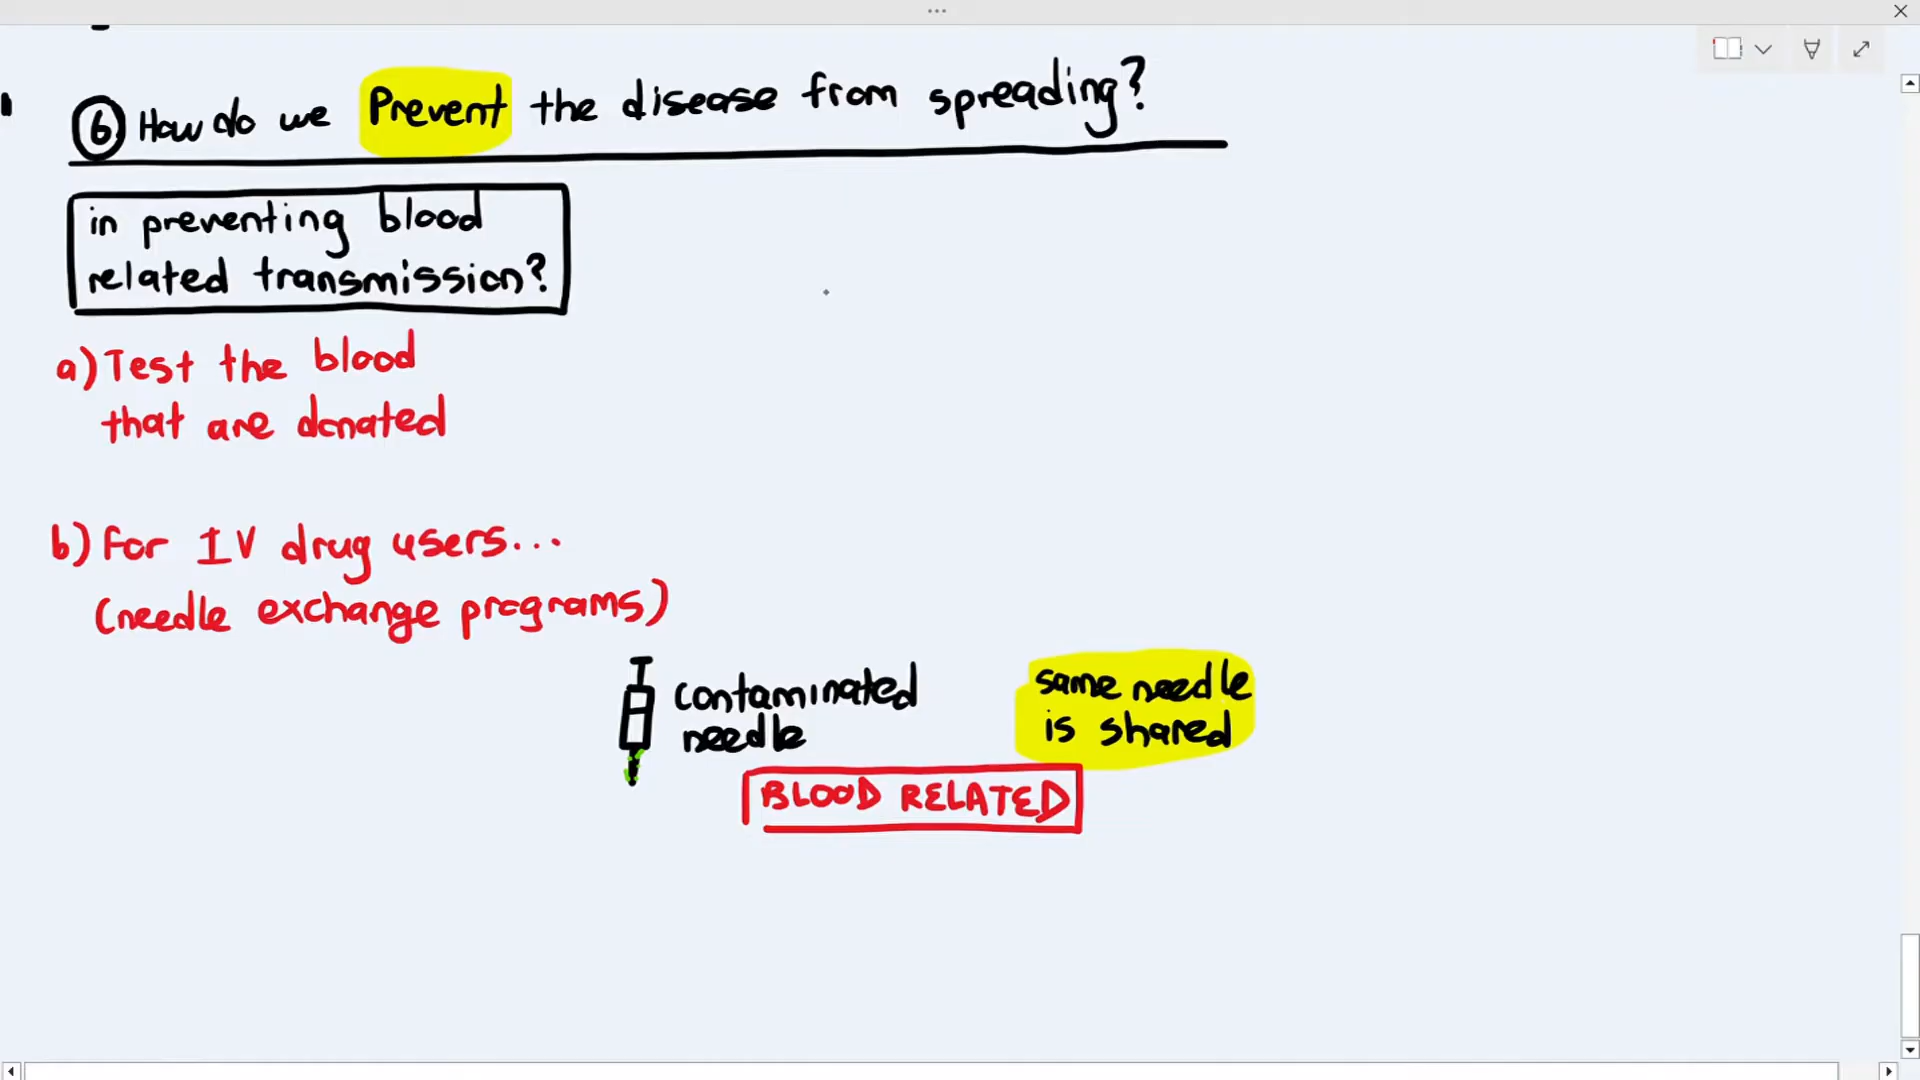 6 How do we Prevent the disease from spreading?
in preventing blood
related transmission?
a) Test the blood
that are donated
b) For IV drug users...
(needle exchange programs)
contaminated
needle
same needle
is shared
BLOOD RELATED